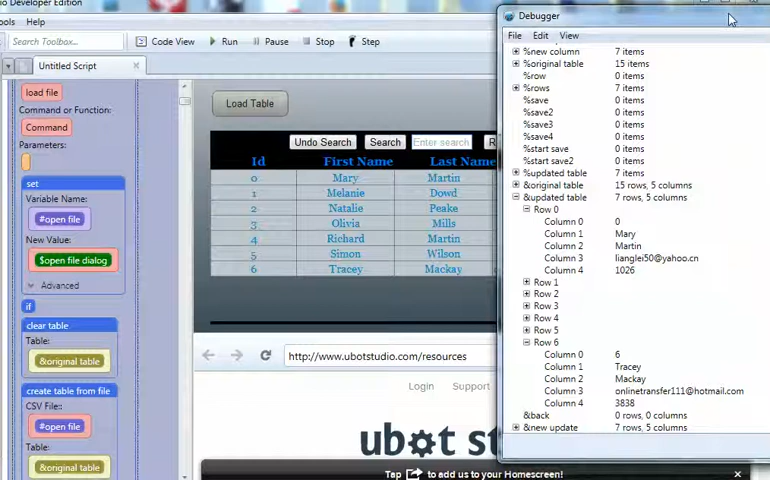 io Developer Edition
ools Help
Search Toolbox...
Code View
Run
Pause
Stop
Step
Untitled Script
load file
Command or Function:
Command
Parameters:
set
Variable Name:
#open file
New Value:
$open file dialog
Advanced
if
clear table
Table:
&original table
create table from file
CSV File::
#open file
Table:
&original table
Load Table
Undo Search Search Enter search R
Id First Name Last Name
0 Mary Martin
1 Melanie Dowd
2 Natalie Peake
3 Olivia Mills
4 Richard Martin
5 Simon Wilson
6 Tracey Mackay
http://www.ubotstudio.com/resources
Login Support
ubot st
Tap to add us to your Homescreen!
Debugger
File Edit View
%new column 7 items
%original table 15 items
%row 0 items
%rows 7 items
%save 0 items
%save2 0 items
%save3 0 items
%save4 0 items
%start save 0 items
%start save2 0 items
%updated table 7 items
&original table 15 rows, 5 columns
&updated table 7 rows, 5 columns
Row 0
Column 0 0
Column 1 Mary
Column 2 Martin
Column 3 lianglei50@yahoo.cn
Column 4 1026
Row 1
Row 2
Row 3
Row 4
Row 5
Row 6
Column 0 6
Column 1 Tracey
Column 2 Mackay
Column 3 onlinetransfer111@hotmail.com
Column 4 3838
&back 0 rows, 0 columns
&new update 7 rows, 5 columns